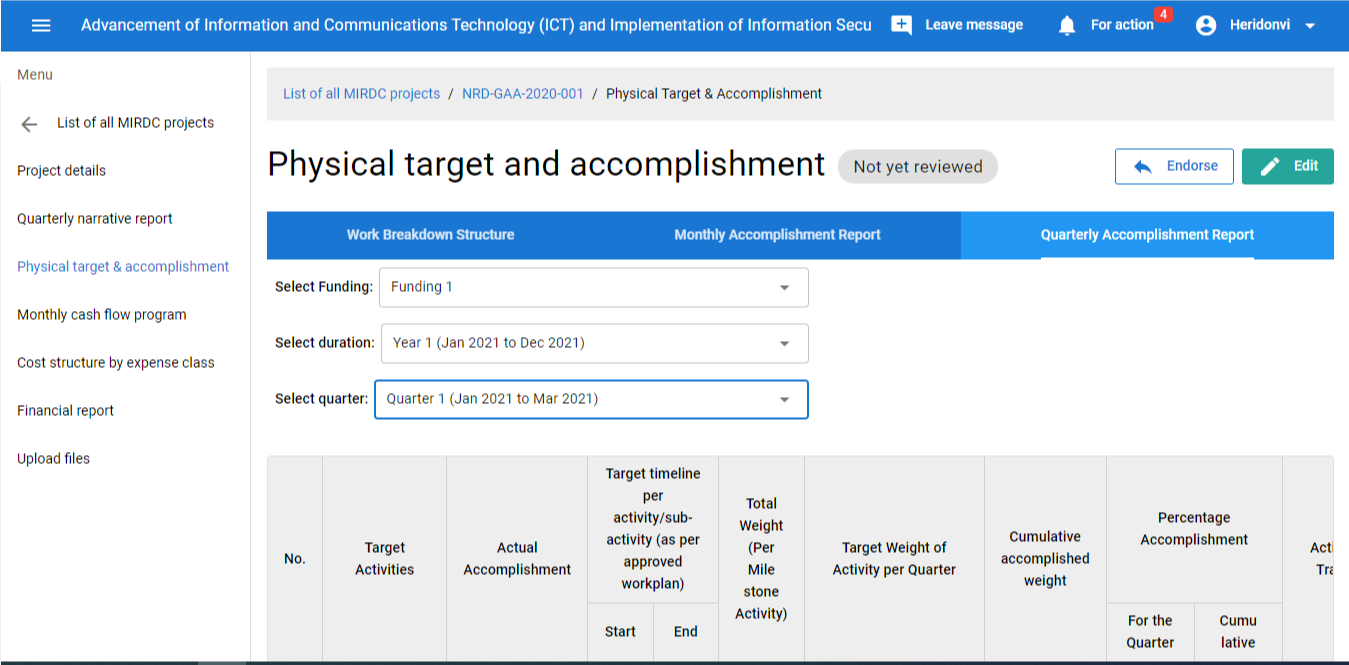 Advancement of Information and Communications Technology (ICT) and Implementation of Information Secu
Leave message
For action
4
Heridonvi
Menu
List of all MIRDC projects
Project details
Quarterly narrative report
Physical target & accomplishment
Monthly cash flow program
Cost structure by expense class
Financial report
Upload files
List of all MIRDC projects / NRD-GAA-2020-001 / Physical Target & Accomplishment
Physical target and accomplishment
Not yet reviewed
Endorse
Edit
Work Breakdown Structure
Monthly Accomplishment Report
Quarterly Accomplishment Report
Select Funding: Funding 1
Select duration: Year 1 (Jan 2021 to Dec 2021)
Select quarter: Quarter 1 (Jan 2021 to Mar 2021)
No.
Target
Activities
Actual
Accomplishment
Target timeline
per
activity/sub-
activity (as per
approved
workplan)
Start
End
Total
Weight
(Per
Mile
stone
Activity)
Target Weight of
Activity per Quarter
Cumulative
accomplished
weight
Percentage
Accomplishment
For the
Quarter
Cumu
lative
Acti
Tra